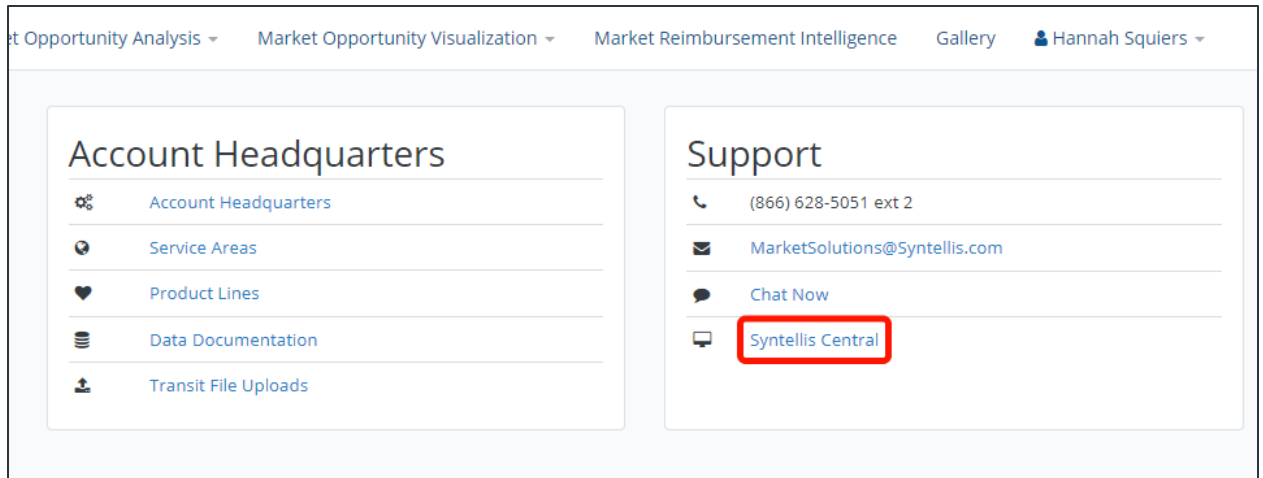 et Opportunity Analysis Market Opportunity Visualization Market Reimbursement Intelligence Gallery Hannah Squiers
Account Headquarters
Account Headquarters
Service Areas
Product Lines
Data Documentation
Transit File Uploads
Support
(866) 628-5051 ext 2
MarketSolutions@Syntellis.com
Chat Now
Syntellis Central